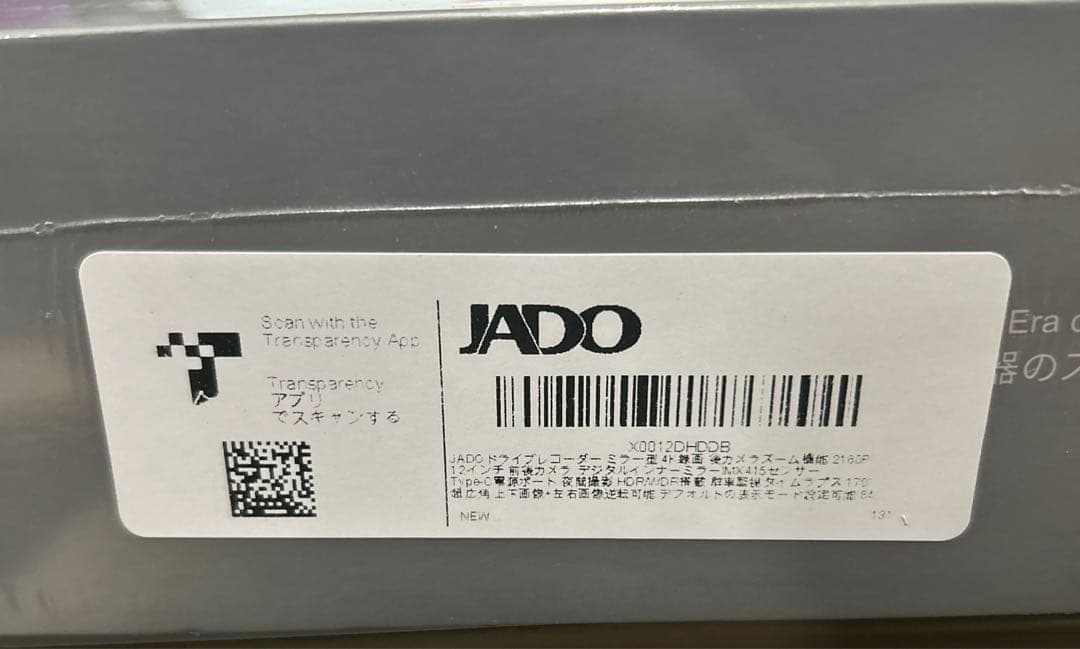 Scan with the
Transparency App
Transparency
アプリ
でスキャンする
JADO
X0012DHDDB
JADO ドライブレコーダー ミラー型 4K録画 後カメラズーム機能 2160P
12インチ 前後カメラ デジタルインナーミラー IMX415センサー
Type-C電源ポート 夜間撮影 HDR/WDR搭載 駐車監視 タイムラプス 170°
超広角 上下画像・左右画像逆転可能 デフォルトの表示モード設定可能
NEW
Era
器の